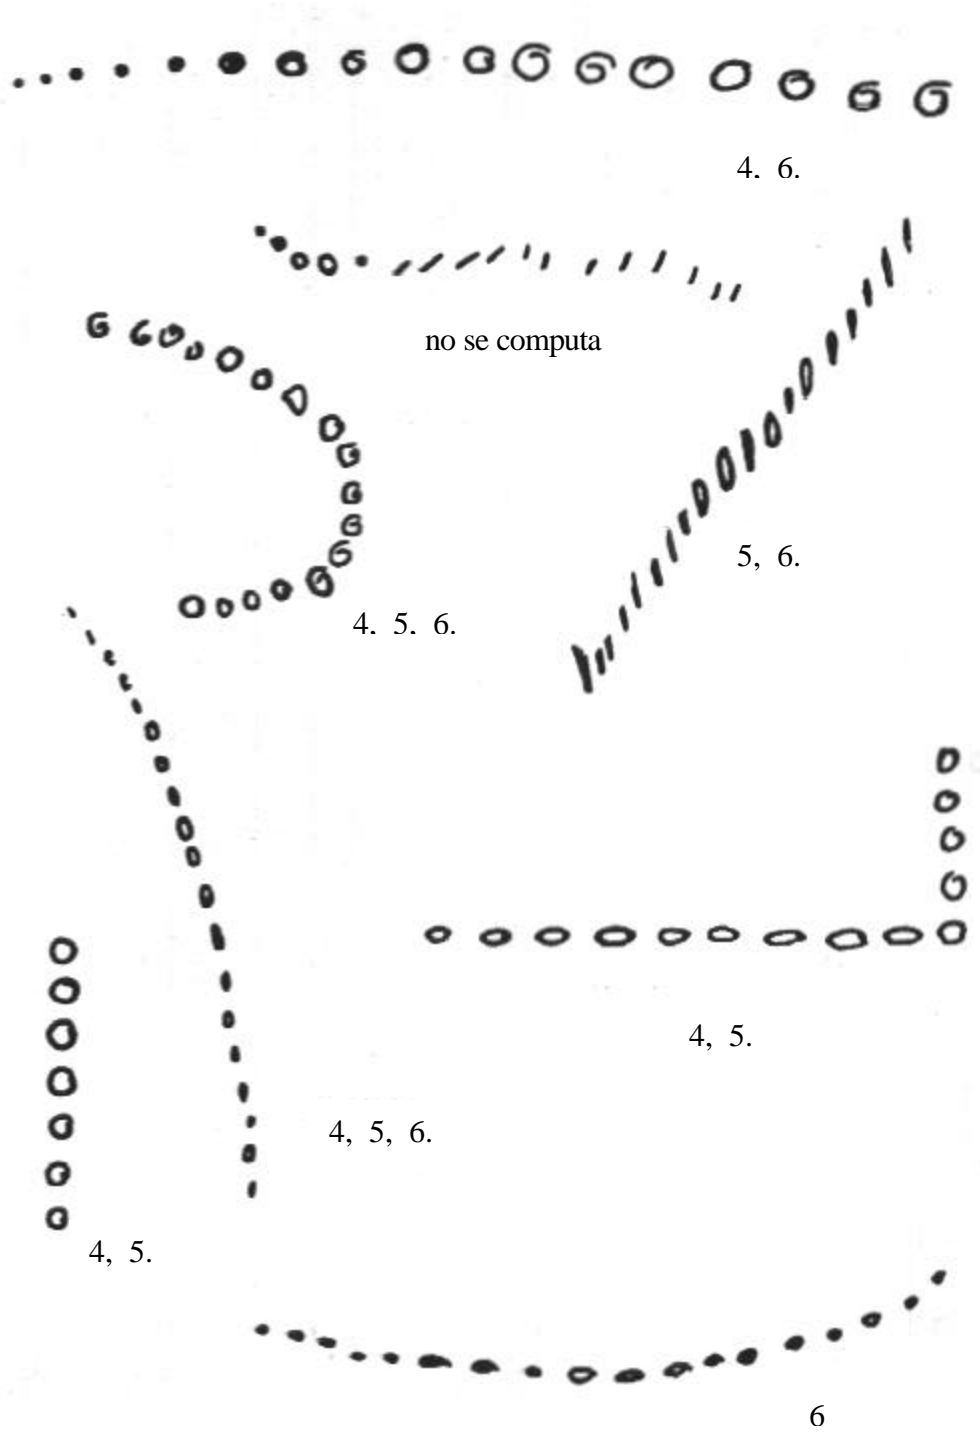 4, 6.
no se computa
5, 6.
4, 5, 6.
4, 5.
4, 5, 6.
4, 5.
6